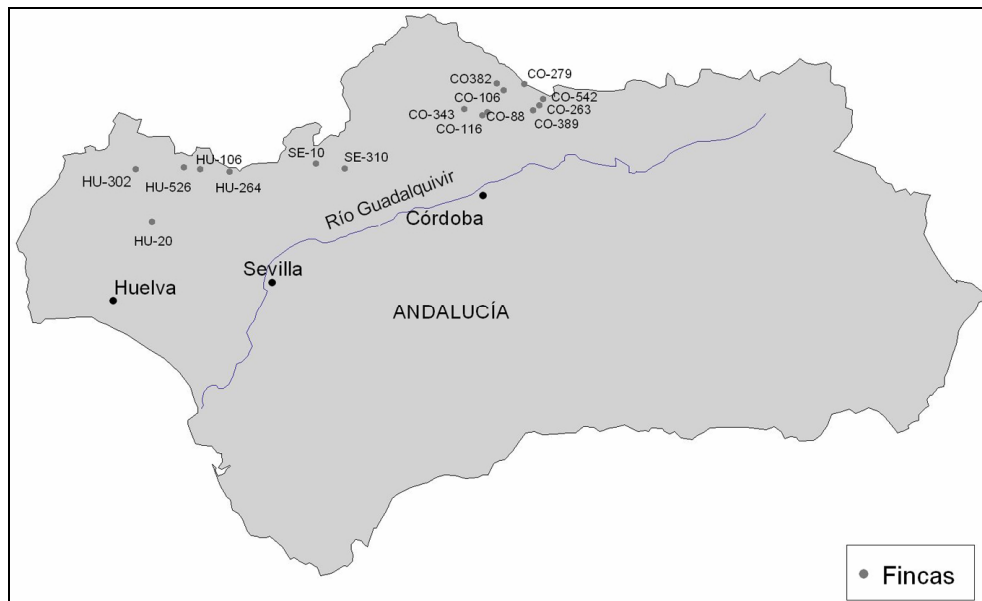 CO382
CO-279
CO-106
CO-542
CO-343
CO-88
CO-263
CO-116
CO-389
SE-10
SE-310
HU-106
HU-302
HU-526
HU-264
HU-20
Río Guadalquivir
Córdoba
Sevilla
Huelva
ANDALUCÍA
Fincas